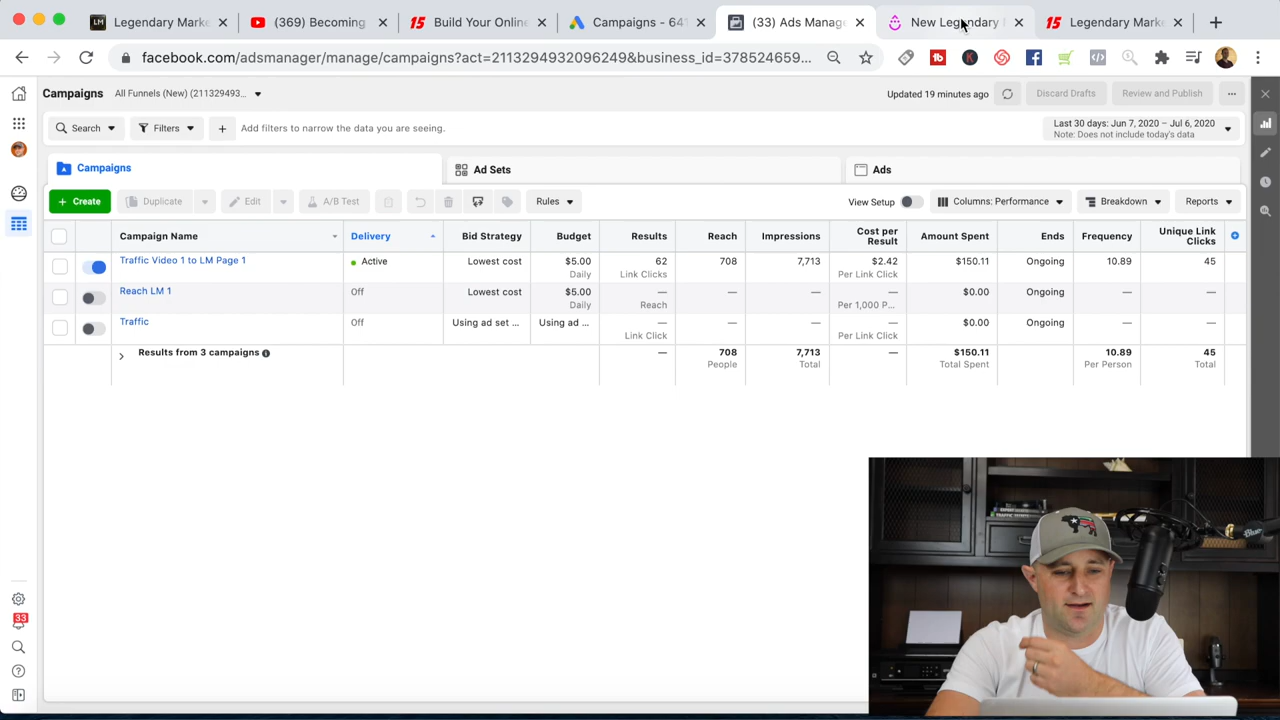 Legendary Marke
(369) Becoming
15 Build Your Online
Campaigns - 641
(33) Ads Manage
New Legendary
15 Legendary Marke
facebook.com/adsmanager/manage/campaigns?act=2113294932096249&business_id=378524659...
Campaigns All Funnels (New) (211329493... Updated 19 minutes ago Discard Drafts Review and Publish
Search Filters Add filters to narrow the data you are seeing.
Last 30 days: Jun 7, 2020 – Jul 6, 2020
Note: Does not include today's data
Campaigns Ad Sets Ads
+ Create Duplicate Edit A/B Test Rules View Setup Columns: Performance Breakdown Reports
Campaign Name Delivery Bid Strategy Budget Results Reach Impressions Cost per Result Amount Spent Ends Frequency Unique Link Clicks
Traffic Video 1 to LM Page 1 Active Lowest cost $5.00 62 708 7,713 $2.42 $150.11 Ongoing 10.89 45
Daily Link Clicks Per Link Click
Reach LM 1 Off Lowest cost $5.00 — — — — $0.00 Ongoing — —
Daily Reach Per 1,000 P...
Traffic Off Using ad set ... Using ad ... — — — — $0.00 Ongoing — —
Link Click Per Link Click
Results from 3 campaigns — 708 7,713 — $150.11 10.89 45
People Total Total Spent Per Person Total
33